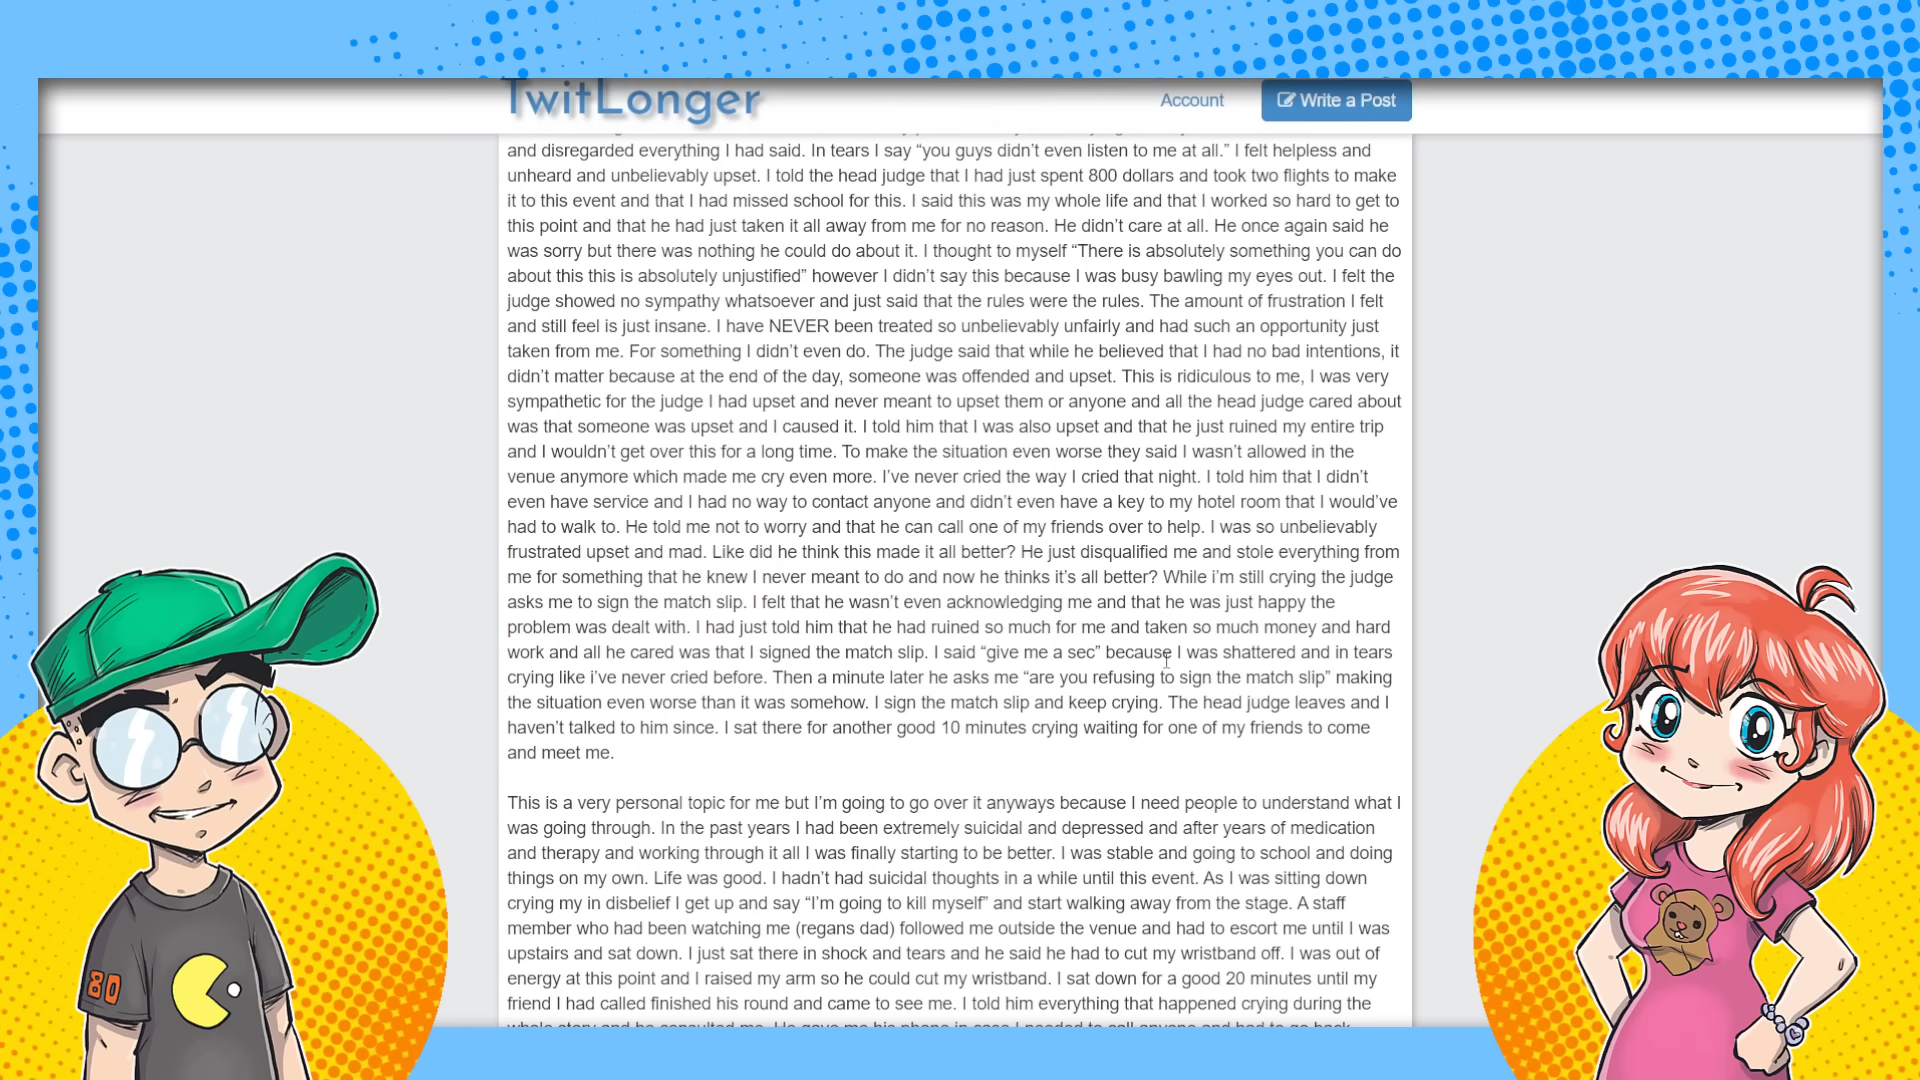 TwitLonger
Account
Write a Post
and disregarded everything I had said. In tears I say “you guys didn’t even listen to me at all.” I felt helpless and
unheard and unbelievably upset. I told the head judge that I had just spent 800 dollars and took two flights to make
it to this event and that I had missed school for this. I said this was my whole life and that I worked so hard to get to
this point and that he had just taken it all away from me for no reason. He didn’t care at all. He once again said he
was sorry but there was nothing he could do about it. I thought to myself “There is absolutely something you can do
about this this is absolutely unjustified” however I didn’t say this because I was busy bawling my eyes out. I felt the
judge showed no sympathy whatsoever and just said that the rules were the rules. The amount of frustration I felt
and still feel is just insane. I have NEVER been treated so unbelievably unfairly and had such an opportunity just
taken from me. For something I didn’t even do. The judge said that while he believed that I had no bad intentions, it
didn’t matter because at the end of the day, someone was offended and upset. This is ridiculous to me, I was very
sympathetic for the judge I had upset and never meant to upset them or anyone and all the head judge cared about
was that someone was upset and I caused it. I told him that I was also upset and that he just ruined my entire trip
and I wouldn’t get over this for a long time. To make the situation even worse they said I wasn’t allowed in the
venue anymore which made me cry even more. I’ve never cried the way I cried that night. I told him that I didn’t
even have service and I had no way to contact anyone and didn’t even have a key to my hotel room that I would’ve
had to walk to. He told me not to worry and that he can call one of my friends over to help. I was so unbelievably
frustrated upset and mad. Like did he think this made it all better? He just disqualified me and stole everything from
me for something that he knew I never meant to do and now he thinks it’s all better? While i’m still crying the judge
asks me to sign the match slip. I felt that he wasn’t even acknowledging me and that he was just happy the
problem was dealt with. I had just told him that he had ruined so much for me and taken so much money and hard
work and all he cared was that I signed the match slip. I said “give me a sec” because I was shattered and in tears
crying like i’ve never cried before. Then a minute later he asks me “are you refusing to sign the match slip” making
the situation even worse than it was somehow. I sign the match slip and keep crying. The head judge leaves and I
haven’t talked to him since. I sat there for another good 10 minutes crying waiting for one of my friends to come
and meet me.
This is a very personal topic for me but I’m going to go over it anyways because I need people to understand what I
was going through. In the past years I had been extremely suicidal and depressed and after years of medication
and therapy and working through it all I was finally starting to be better. I was stable and going to school and doing
things on my own. Life was good. I hadn’t had suicidal thoughts in a while until this event. As I was sitting down
crying my in disbelief I get up and say “I’m going to kill myself” and start walking away from the stage. A staff
member who had been watching me (regans dad) followed me outside the venue and had to escort me until I was
upstairs and sat down. I just sat there in shock and tears and he said he had to cut my wristband off. I was out of
energy at this point and I raised my arm so he could cut my wristband. I sat down for a good 20 minutes until my
friend I had called finished his round and came to see me. I told him everything that happened crying during the
80